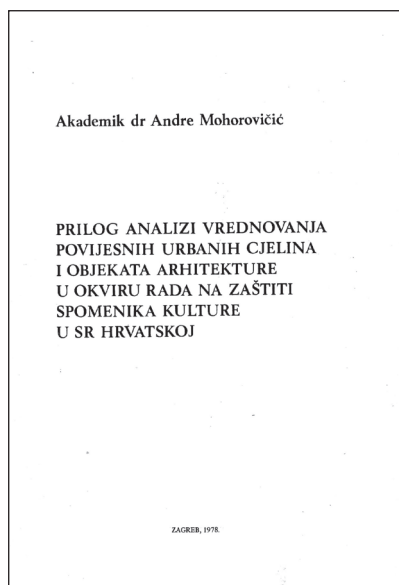 Akademik dr Andre Mohorovičić
PRILOG ANALIZI VREDNOVANJA
POVIJESNIH URBANIH CJELINA
I OBJEKATA ARHITEKTURE
U OKVIRU RADA NA ZAŠTITI
SPOMENIKA KULTURE
U SR HRVATSKOJ
ZAGREB, 1978.